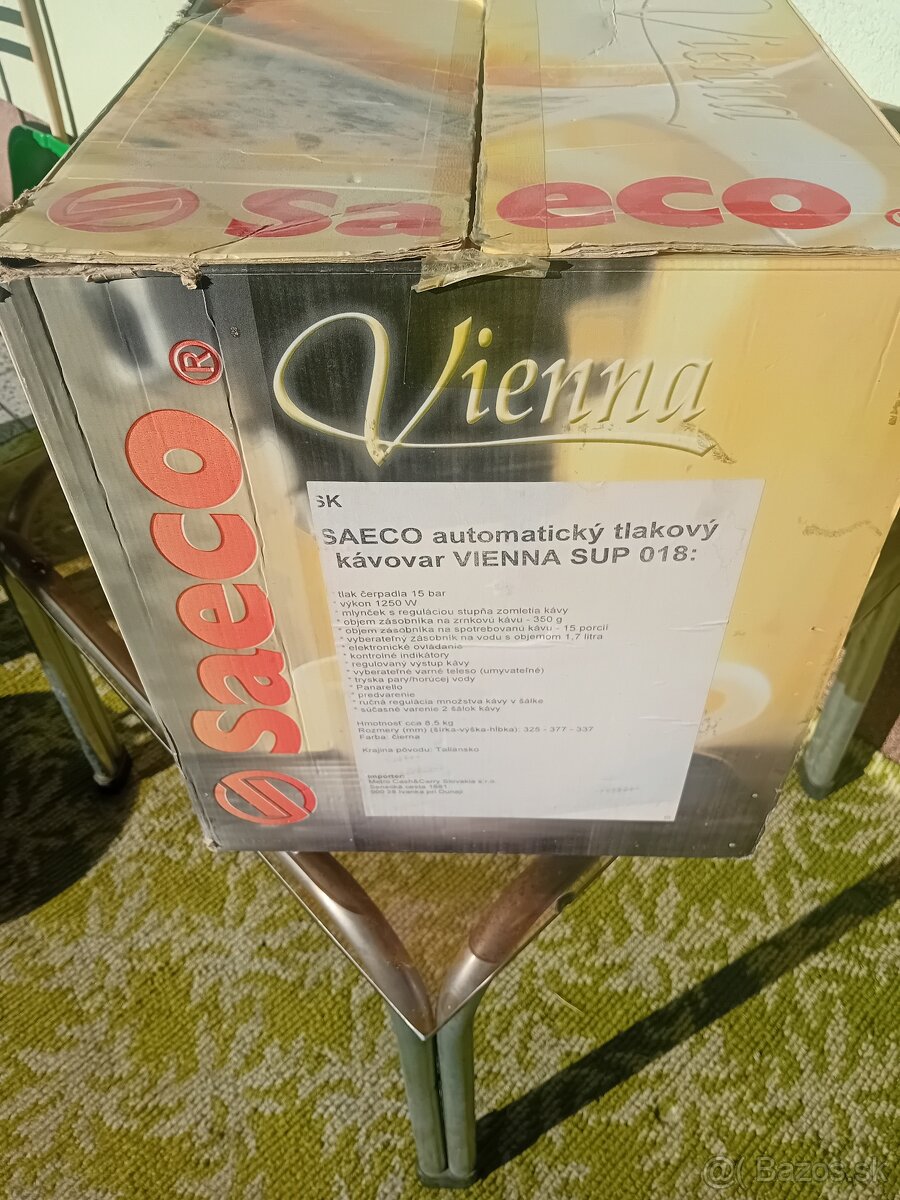 Vienna
Saeco
Vienna
Saeco®
SK
SAECO automatický tlakový
kávovar VIENNA SUP 018:
* tlak čerpadla 15 bar
* výkon 1250 W
* mlynček s reguláciou stupňa zomletia kávy
* objem zásobníka na zrnkovú kávu - 350 g
* objem zásobníka na spotrebovanú kávu - 15 porcií
* vyberateľný zásobník na vodu s objemom 1,7 litra
* elektronické ovládanie
* kontrolné indikátory
* regulovaný výstup kávy
* vyberateľné varné teleso (umývateľné)
* tryska pary/horúcej vody
* Panarello
* predvarenie
* ručná regulácia množstva kávy v šálke
* súčasné varenie 2 šálok kávy
Hmotnosť cca 8,5 kg
Rozmery (mm) (šírka-výška-hĺbka): 325 - 377 - 337
Farba: čierna
Krajina pôvodu: Taliansko
Importér:
Metro Cash&Carry Slovakia s.r.o.
Senecká cesta 1881
900 28 Ivanka pri Dunaji
@( Bazos.sk